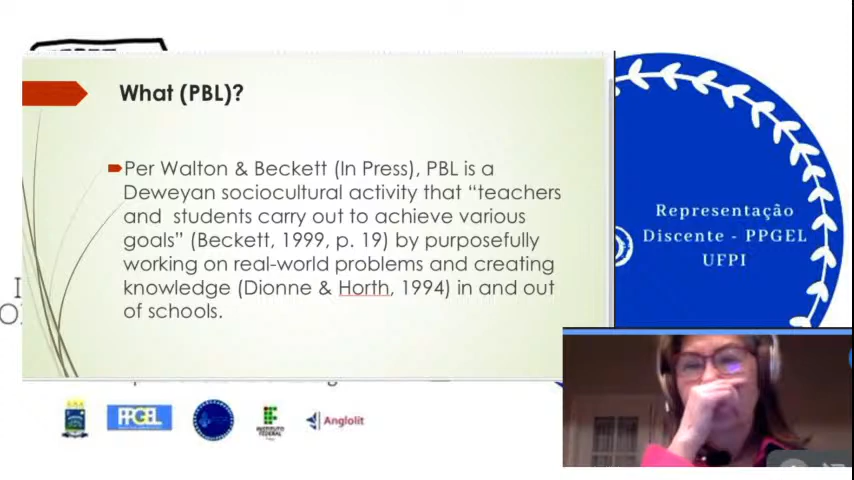 What (PBL)?
Per Walton & Beckett (In Press), PBL is a
Deweyan sociocultural activity that “teachers
and students carry out to achieve various
goals” (Beckett, 1999, p. 19) by purposefully
working on real-world problems and creating
knowledge (Dionne & Horth, 1994) in and out
of schools.
Representação
Discente - PPGEL
UFPI
PPGEL
INSTITUTO
FEDERAL
Anglolit